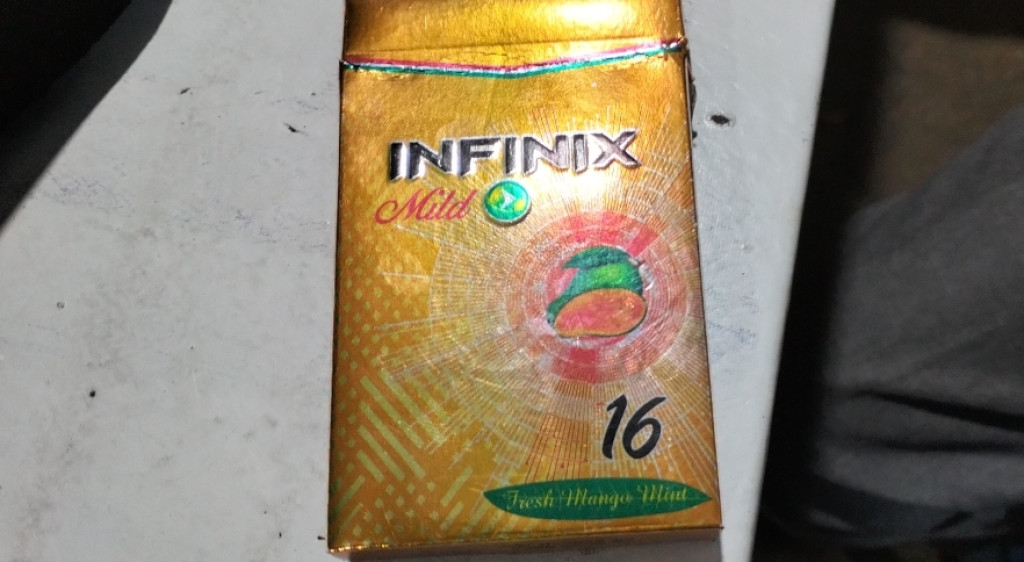 INFINIX
Mild
16
Fresh Mango Mint